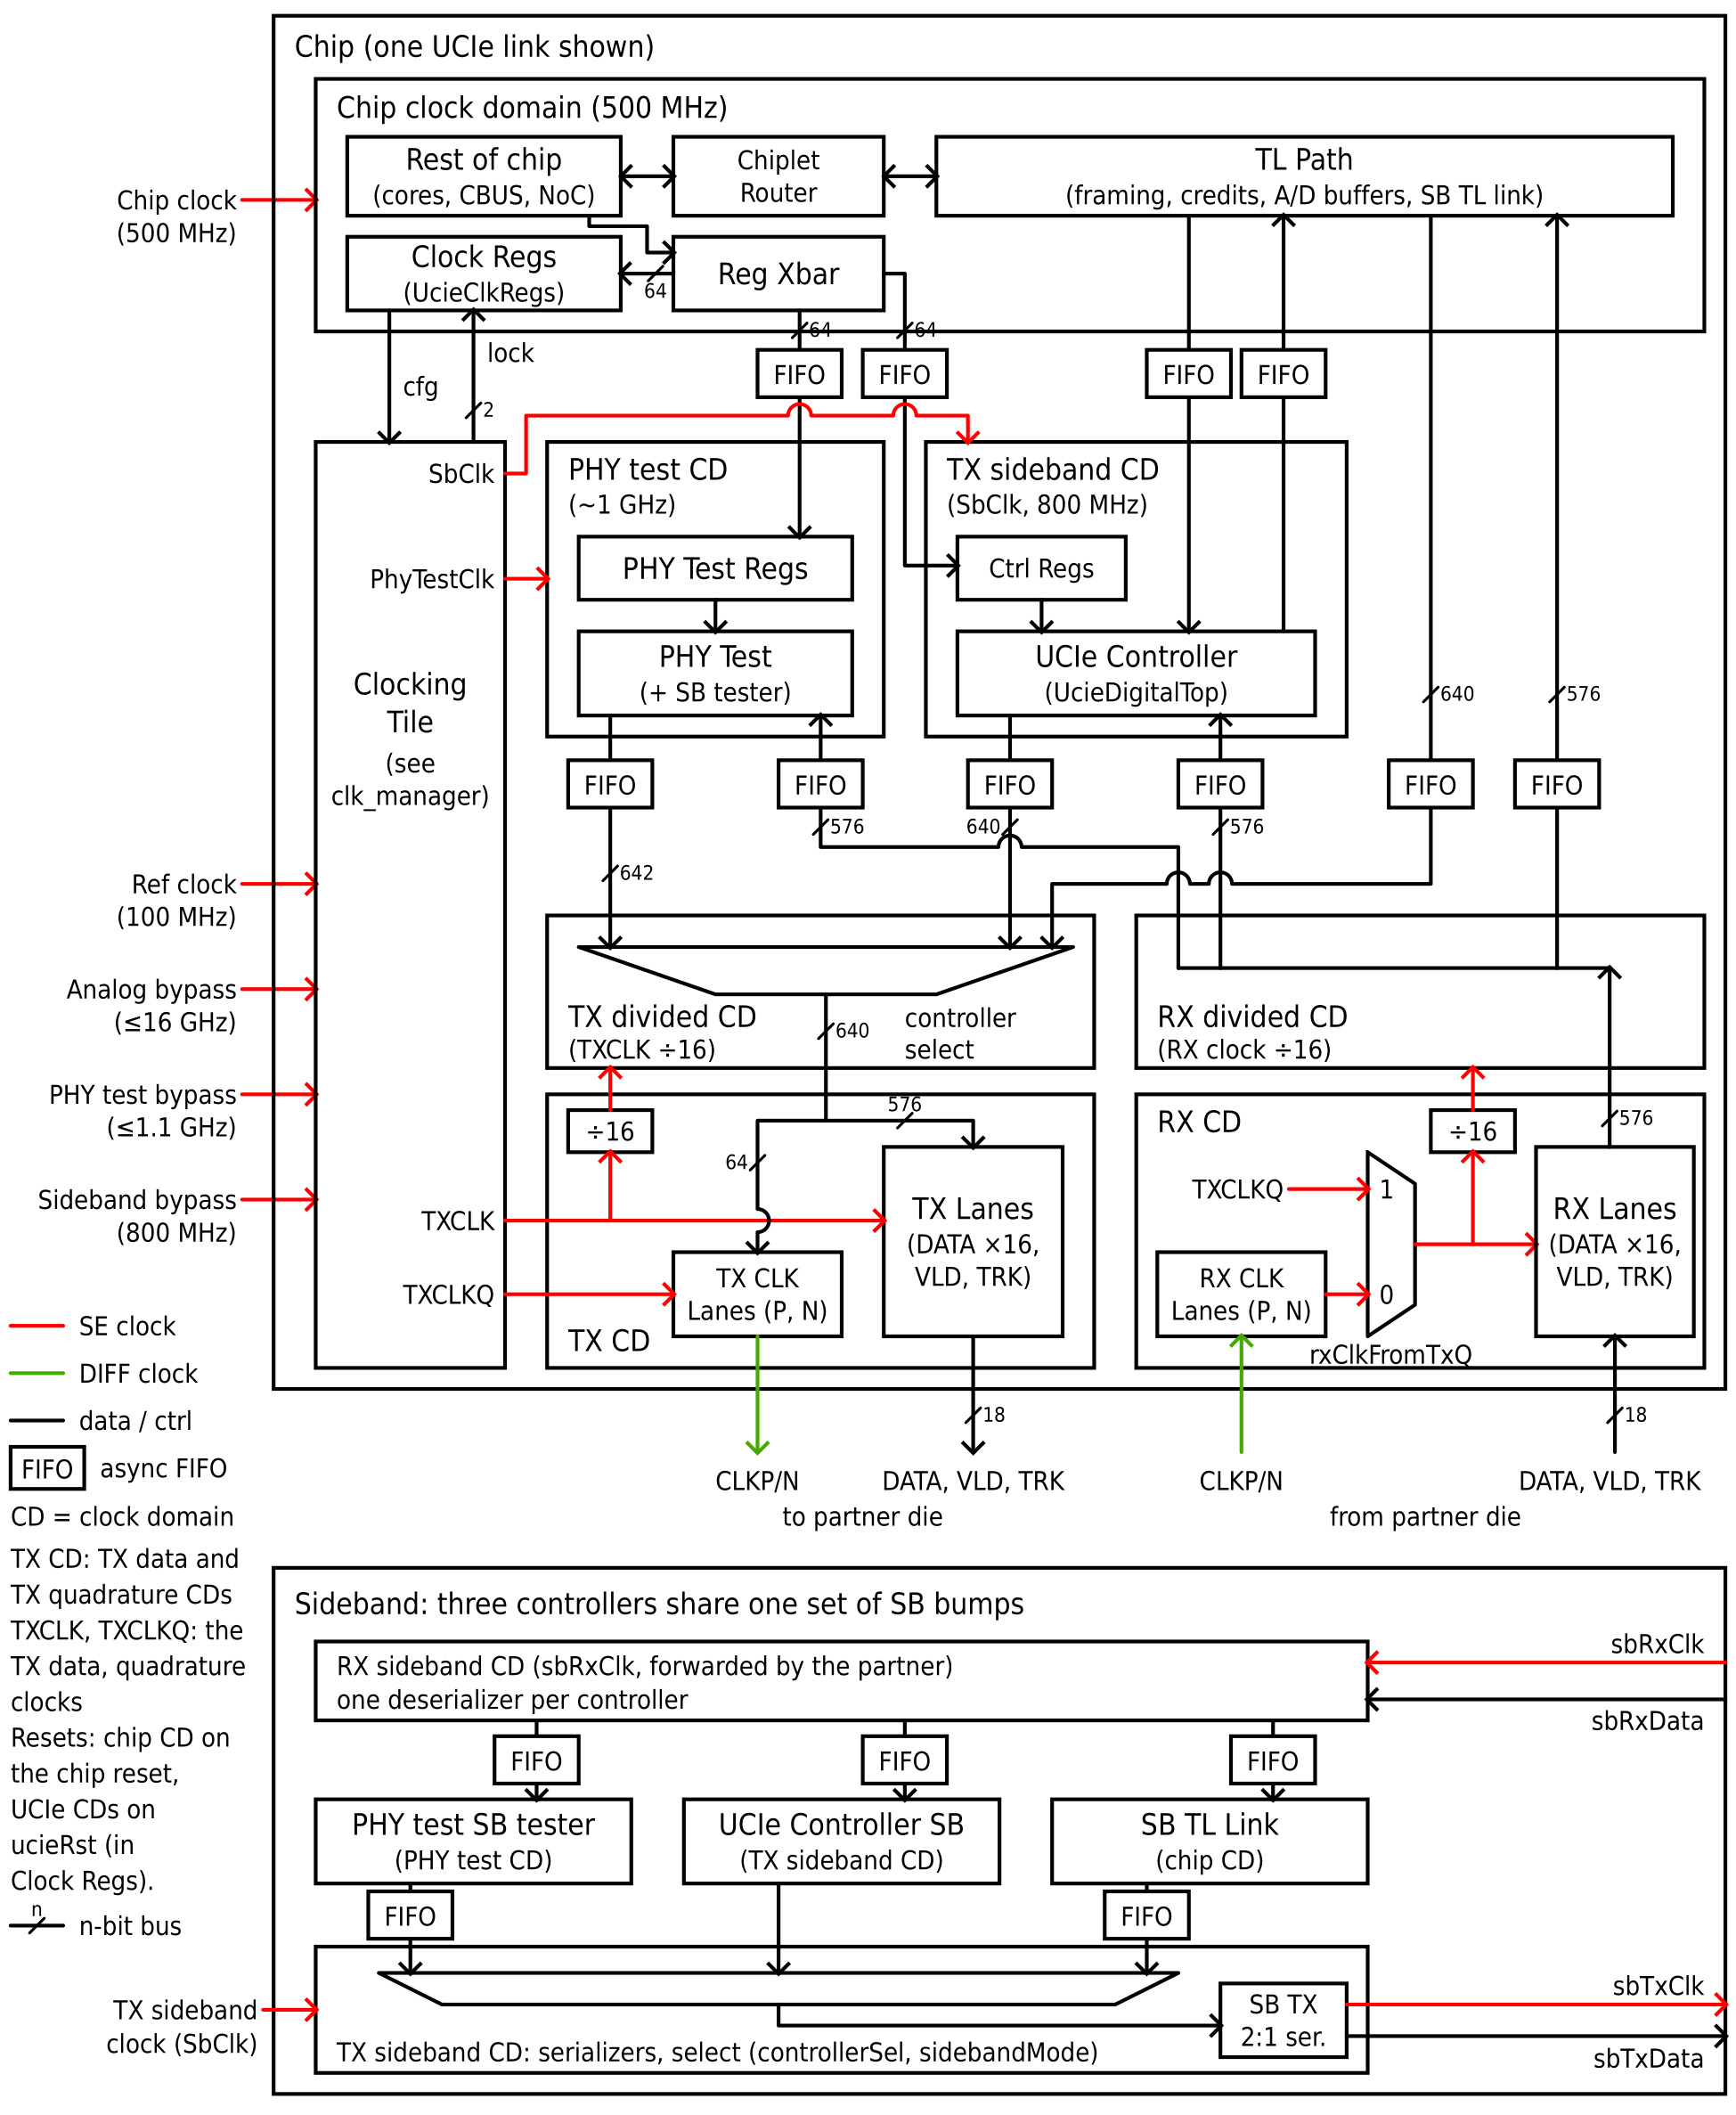 Chip (one UCIe link shown)
Chip clock domain (500 MHz)
Rest of chip
(cores, CBUS, NoC)
Chiplet
Router
TL Path
(framing, credits, A/D buffers, SB TL link)
Chip clock
(500 MHz)
Clock Regs
(UcieClkRegs)
64
Reg Xbar
64
64
lock
cfg
2
FIFO
FIFO
FIFO
FIFO
SbClk
PHY test CD
(~1 GHz)
TX sideband CD
(SbClk, 800 MHz)
PhyTestClk
PHY Test Regs
Ctrl Regs
PHY Test
(+ SB tester)
UCIe Controller
(UcieDigitalTop)
640
576
Clocking
Tile
(see
clk_manager)
FIFO
FIFO
FIFO
FIFO
FIFO
FIFO
576
640
576
642
Ref clock
(100 MHz)
Analog bypass
(≤16 GHz)
PHY test bypass
(≤1.1 GHz)
Sideband bypass
(800 MHz)
TX divided CD
(TXCLK ÷16)
640
controller
select
RX divided CD
(RX clock ÷16)
÷16
576
64
RX CD
÷16
576
TXCLK
TXCLKQ
TX Lanes
(DATA ×16,
VLD, TRK)
TX CLK
Lanes (P, N)
TX CD
TXCLKQ
1
0
RX CLK
Lanes (P, N)
rxClkFromTxQ
RX Lanes
(DATA ×16,
VLD, TRK)
18
18
CLKP/N
DATA, VLD, TRK
to partner die
CLKP/N
DATA, VLD, TRK
from partner die
SE clock
DIFF clock
data / ctrl
FIFO
async FIFO
CD = clock domain
TX CD: TX data and
TX quadrature CDs
TXCLK, TXCLKQ: the
TX data, quadrature
clocks
Resets: chip CD on
the chip reset,
UCIe CDs on
ucieRst (in
Clock Regs).
n
n-bit bus
Sideband: three controllers share one set of SB bumps
RX sideband CD (sbRxClk, forwarded by the partner)
one deserializer per controller
sbRxClk
sbRxData
FIFO
FIFO
FIFO
PHY test SB tester
(PHY test CD)
UCIe Controller SB
(TX sideband CD)
SB TL Link
(chip CD)
FIFO
FIFO
TX sideband
clock (SbClk)
SB TX
2:1 ser.
TX sideband CD: serializers, select (controllerSel, sidebandMode)
sbTxClk
sbTxData